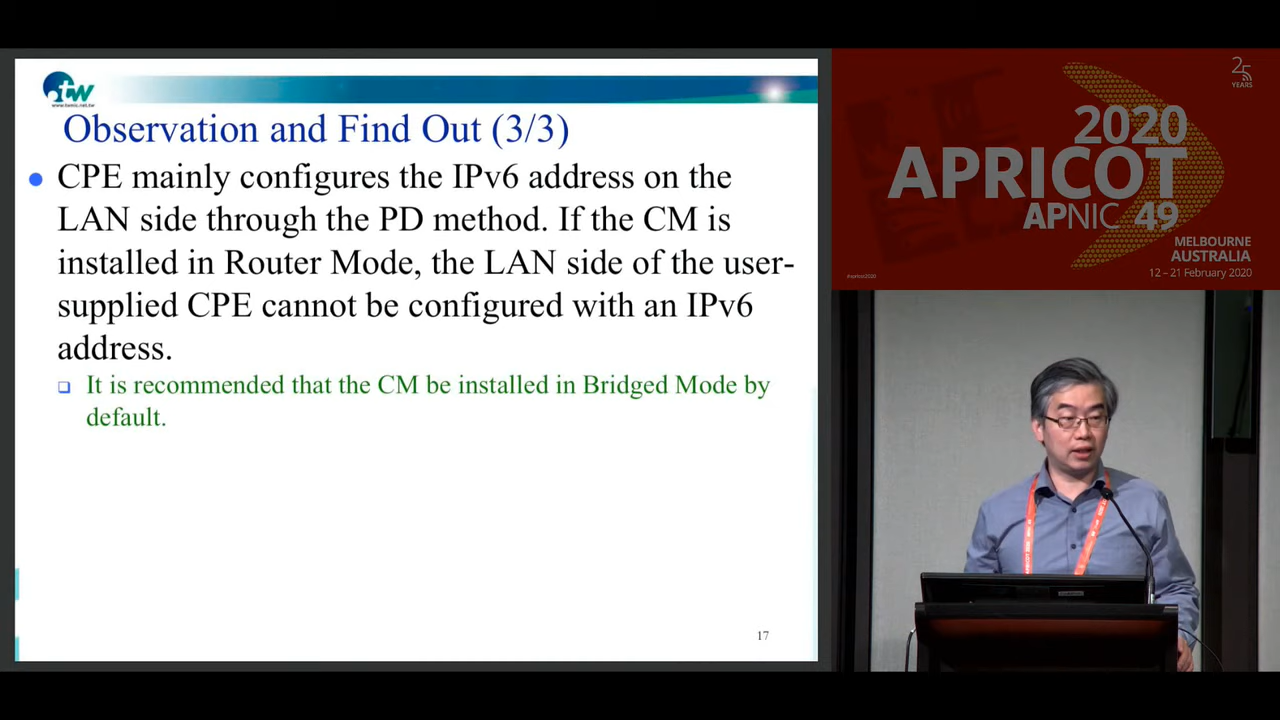 tw
www.twnic.net.tw
Observation and Find Out (3/3)
CPE mainly configures the IPv6 address on the
LAN side through the PD method. If the CM is
installed in Router Mode, the LAN side of the user-
supplied CPE cannot be configured with an IPv6
address.
It is recommended that the CM be installed in Bridged Mode by
default.
17
25
YEARS
2020
APRICOT
APNIC 49
MELBOURNE
AUSTRALIA
12 – 21 February 2020
#apricot2020